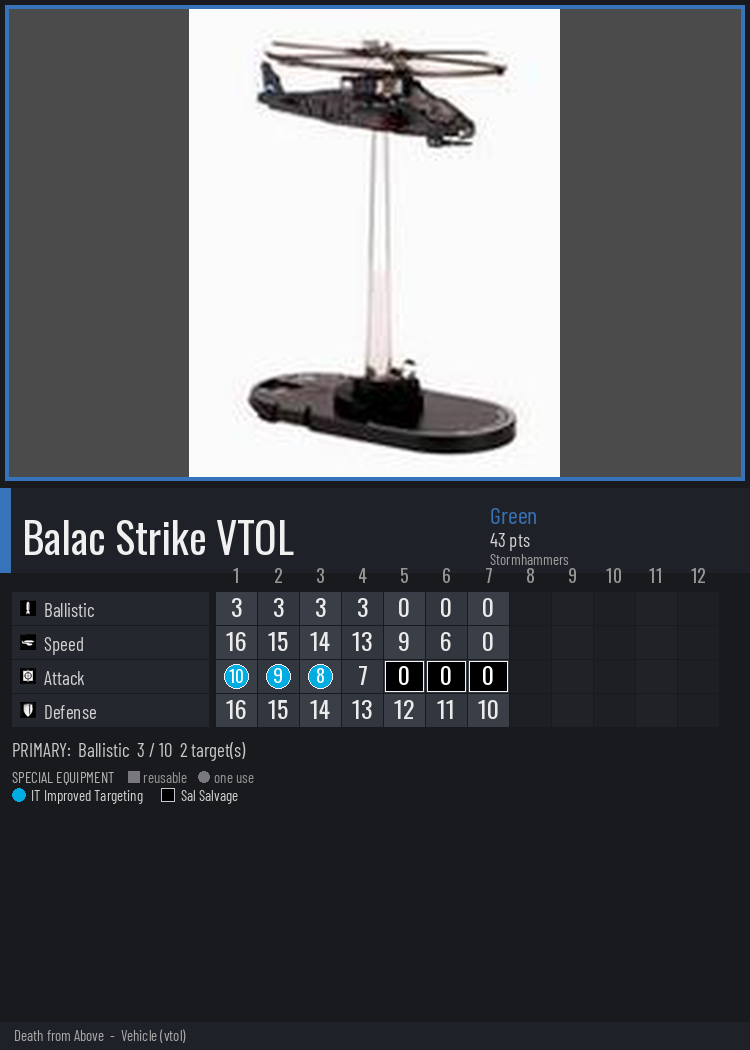 Balac Strike VTOL
Green
43 pts
Stormhammers
1 2 3 4 5 6 7 8 9 10 11 12
Ballistic 3 3 3 3 0 0 0
Speed 16 15 14 13 9 6 0
Attack 10 9 8 7 0 0 0
Defense 16 15 14 13 12 11 10
PRIMARY: Ballistic 3 / 10 2 target(s)
SPECIAL EQUIPMENT reusable one use
IT Improved Targeting Sal Salvage
Death from Above - Vehicle (vtol)